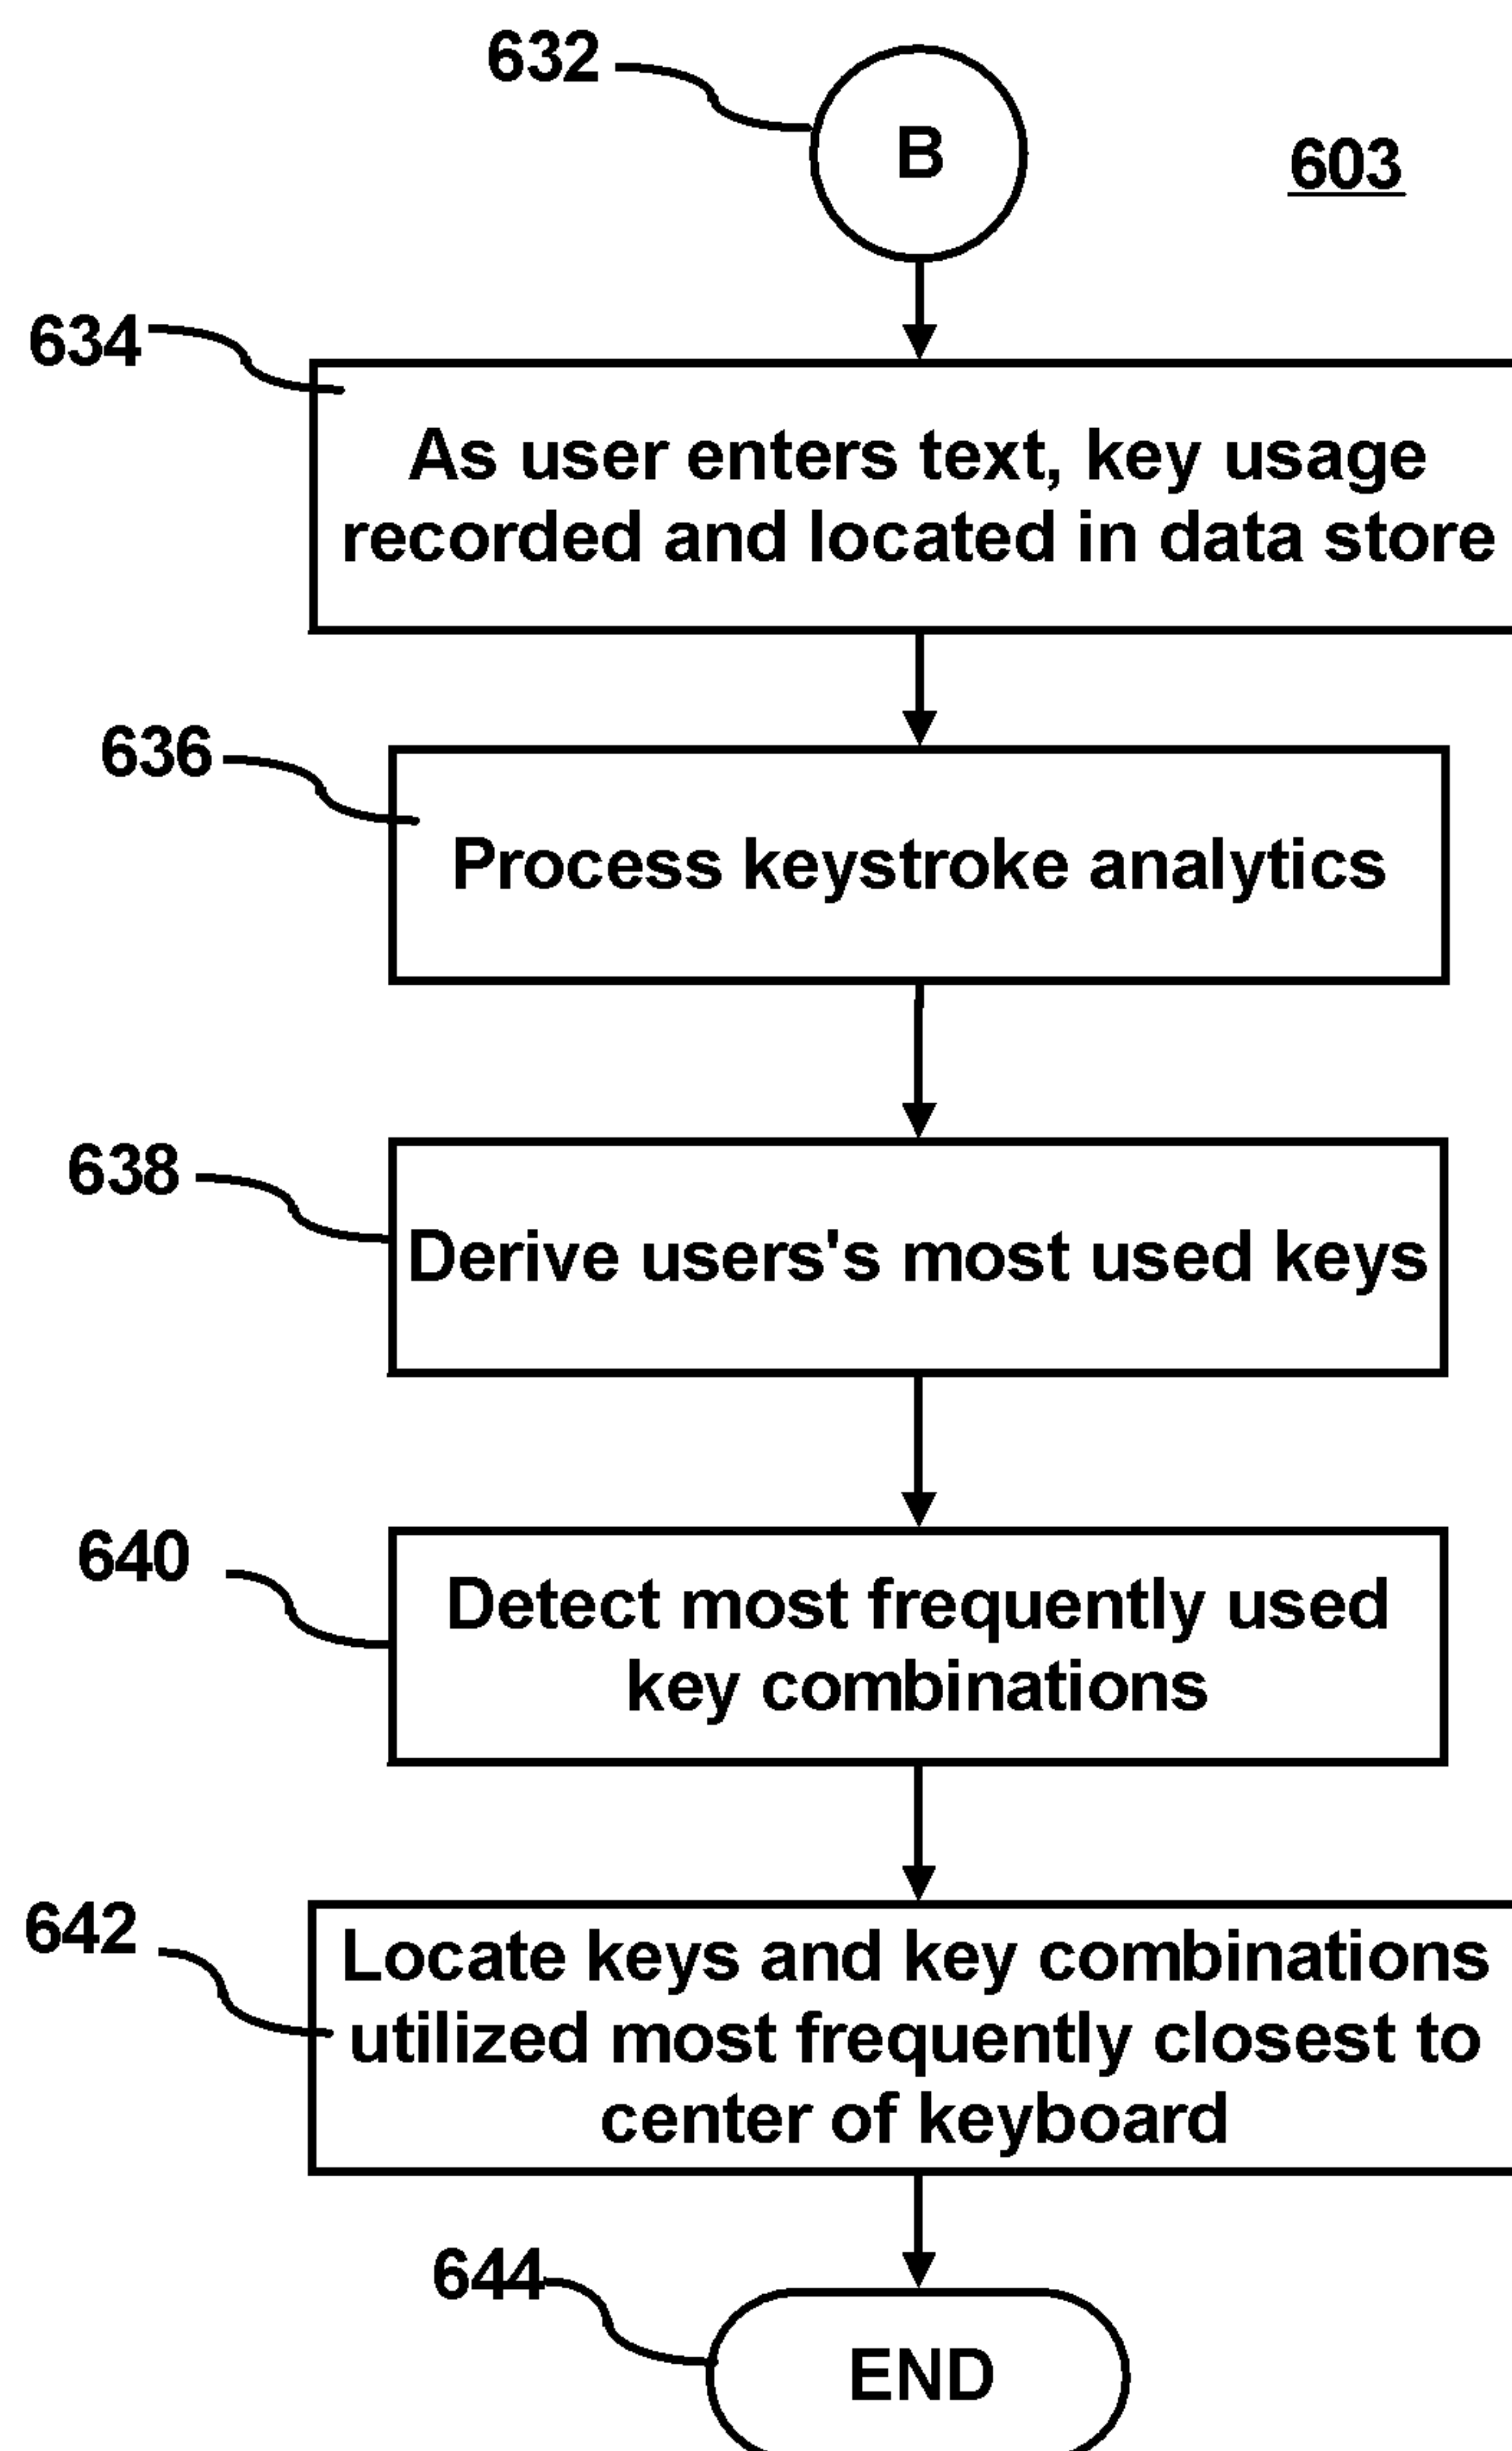 632
B
603
634
As user enters text, key usage
recorded and located in data store
636
Process keystroke analytics
638
Derive users's most used keys
640
Detect most frequently used
key combinations
642
Locate keys and key combinations
utilized most frequently closest to
center of keyboard
644
END